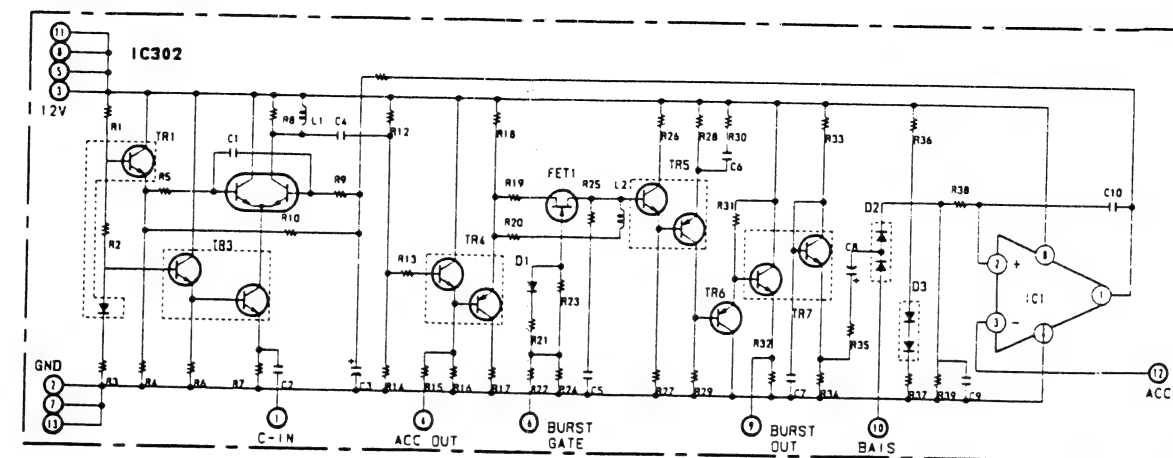 11
8
5
3
12V
IC302
R1
TR1
R5
C1
R8
L1
C4
R9
R10
R2
TR3
R12
R18
R13
TR4
R19
R20
FET1
R25
L2
D1
R23
R21
R26
TR5
R28
R30
C6
R31
R33
TR6
TR7
R32
C8
R35
D2
R36
D3
R38
C10
2
+
3
-
IC1
8
4
1
GND
2
7
13
R3
R4
R6
R7
C2
C3
R14
R15
R16
R17
R22
R24
C5
R27
R29
C7
R34
R37
R39
C9
1
C-IN
4
ACC OUT
6
BURST
GATE
9
BURST
OUT
10
BAIS
12
ACC